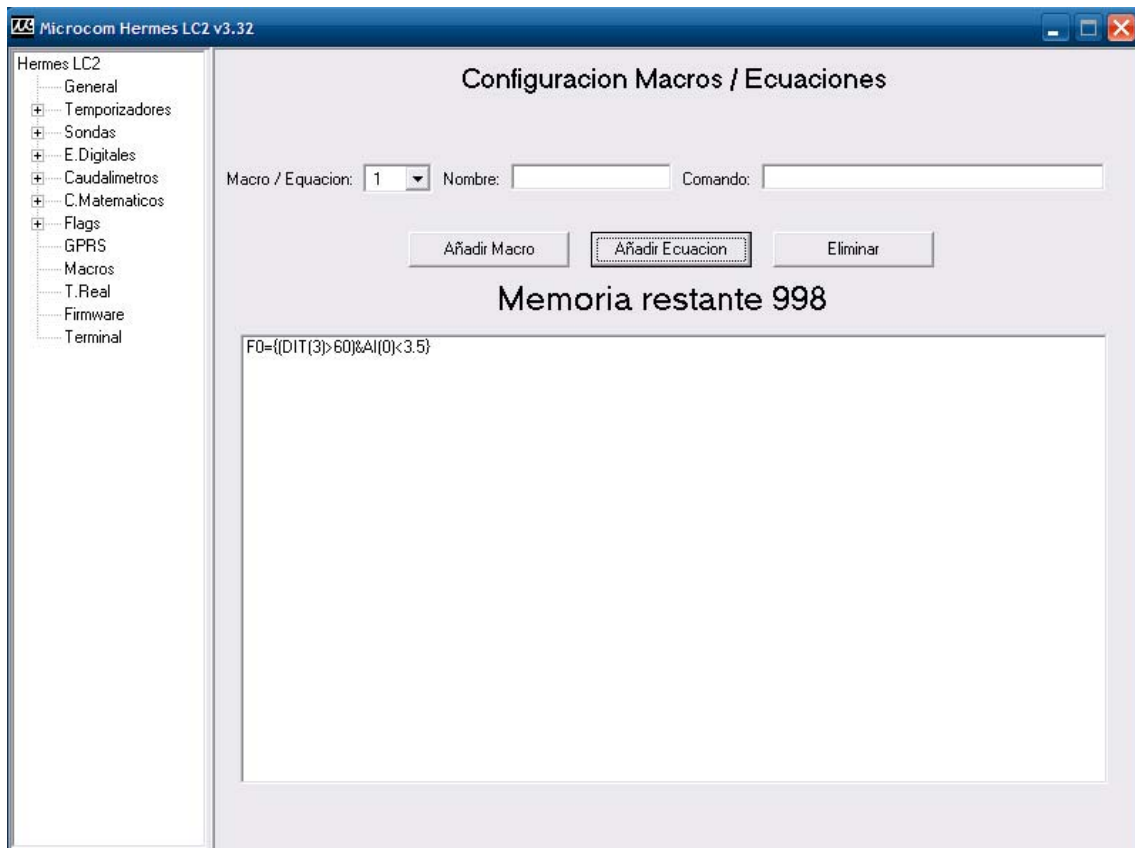 Microcom Hermes LC2 v3.32
Hermes LC2
General
Temporizadores
Sondas
E.Digitales
Caudalimetros
C.Matematicos
Flags
GPRS
Macros
T.Real
Firmware
Terminal
Configuracion Macros / Ecuaciones
Macro / Equacion: 1 Nombre: Comando:
Añadir Macro Añadir Ecuacion Eliminar
Memoria restante 998
F0={(DIT(3)>60)&AI(0)<3.5}